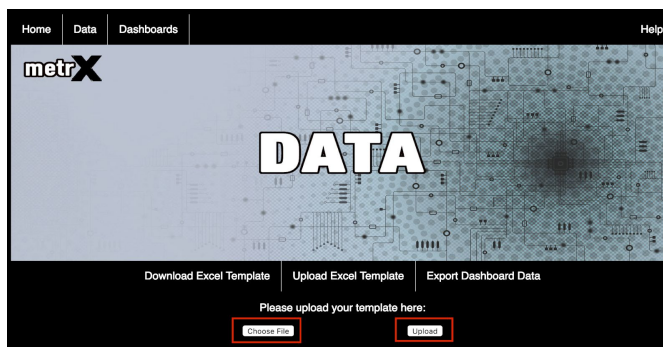 Home Data Dashboards Help
metrX
DATA
Download Excel Template Upload Excel Template Export Dashboard Data
Please upload your template here:
Choose File Upload